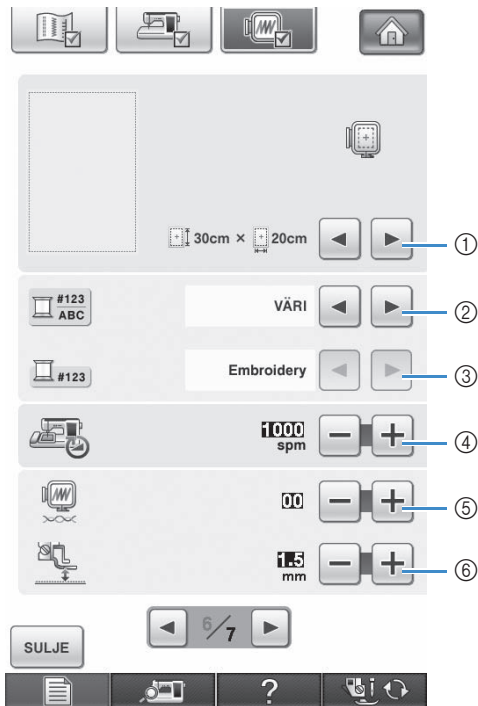 30cm × 20cm ①
#123 ABC VÄRI ②
#123 Embroidery ③
1000 spm ④
00 ⑤
1.5 mm ⑥
6/7
SULJE
?